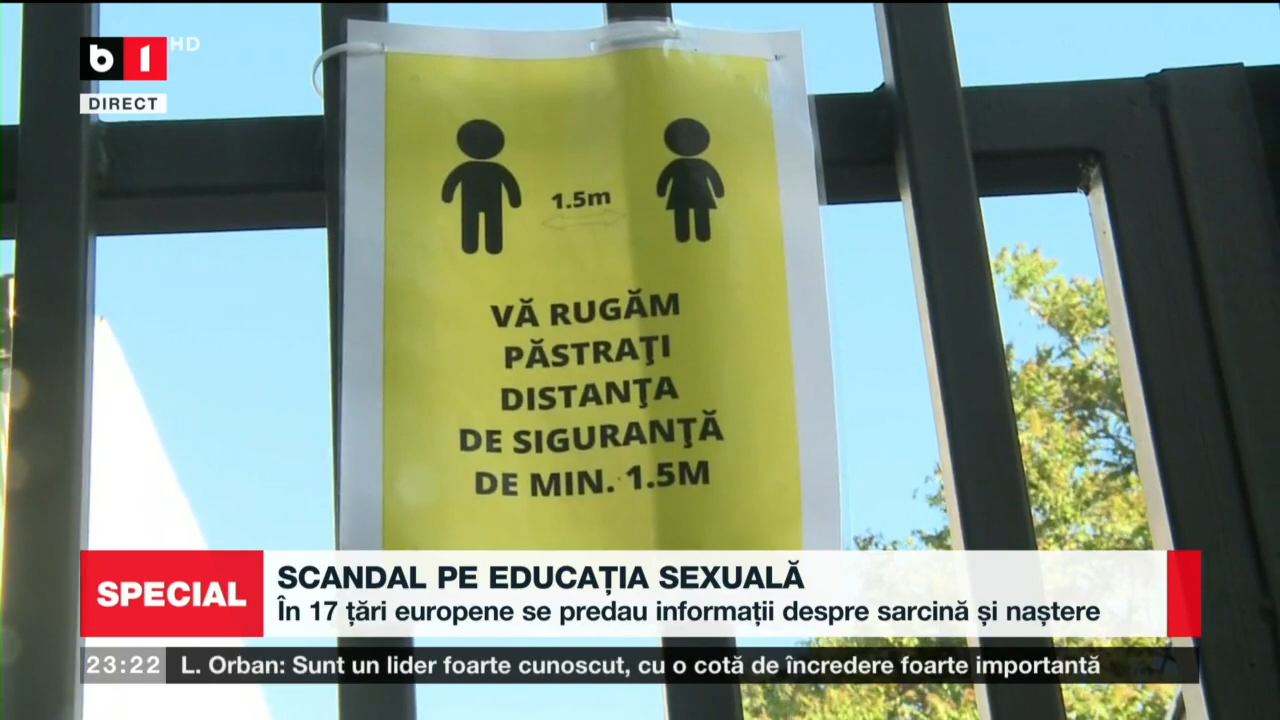 b1 HD
DIRECT
1.5m
VĂ RUGĂM
PĂSTRAŢI
DISTANŢA
DE SIGURANŢĂ
DE MIN. 1.5M
SPECIAL
SCANDAL PE EDUCAȚIA SEXUALĂ
În 17 țări europene se predau informații despre sarcină și naștere
23:22 L. Orban: Sunt un lider foarte cunoscut, cu o cotă de încredere foarte importantă